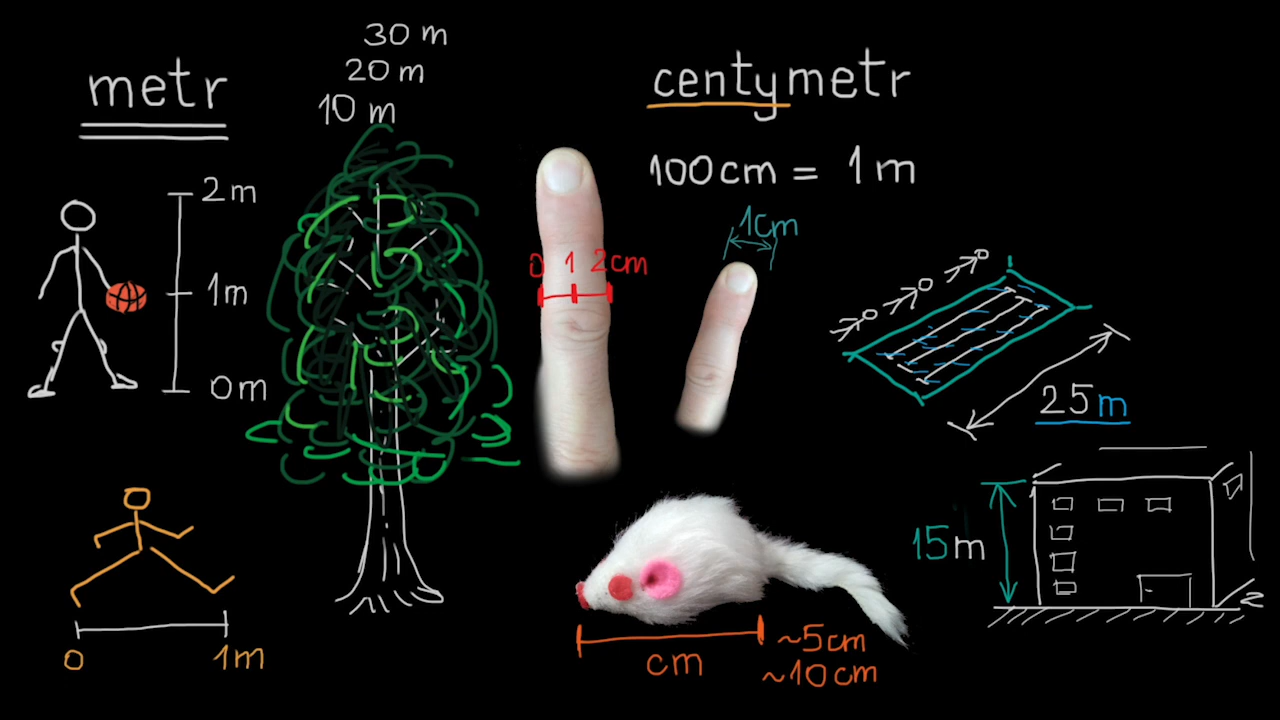 metr
30 m
20 m
10 m
2m
1m
0m
0
1m
centymetr
100cm = 1m
0 1 2cm
1cm
25m
15m
cm
~5cm
~10cm